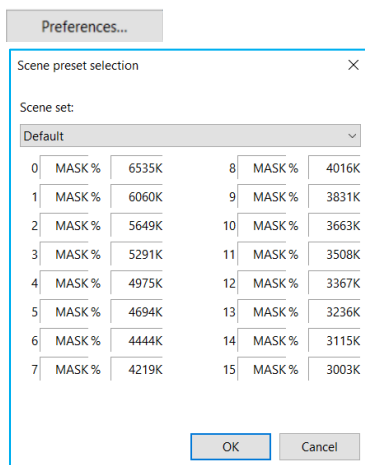 Preferences...
Scene preset selection
Scene set:
Default
0 MASK % 6535K 8 MASK % 4016K
1 MASK % 6060K 9 MASK % 3831K
2 MASK % 5649K 10 MASK % 3663K
3 MASK % 5291K 11 MASK % 3508K
4 MASK % 4975K 12 MASK % 3367K
5 MASK % 4694K 13 MASK % 3236K
6 MASK % 4444K 14 MASK % 3115K
7 MASK % 4219K 15 MASK % 3003K
OK Cancel